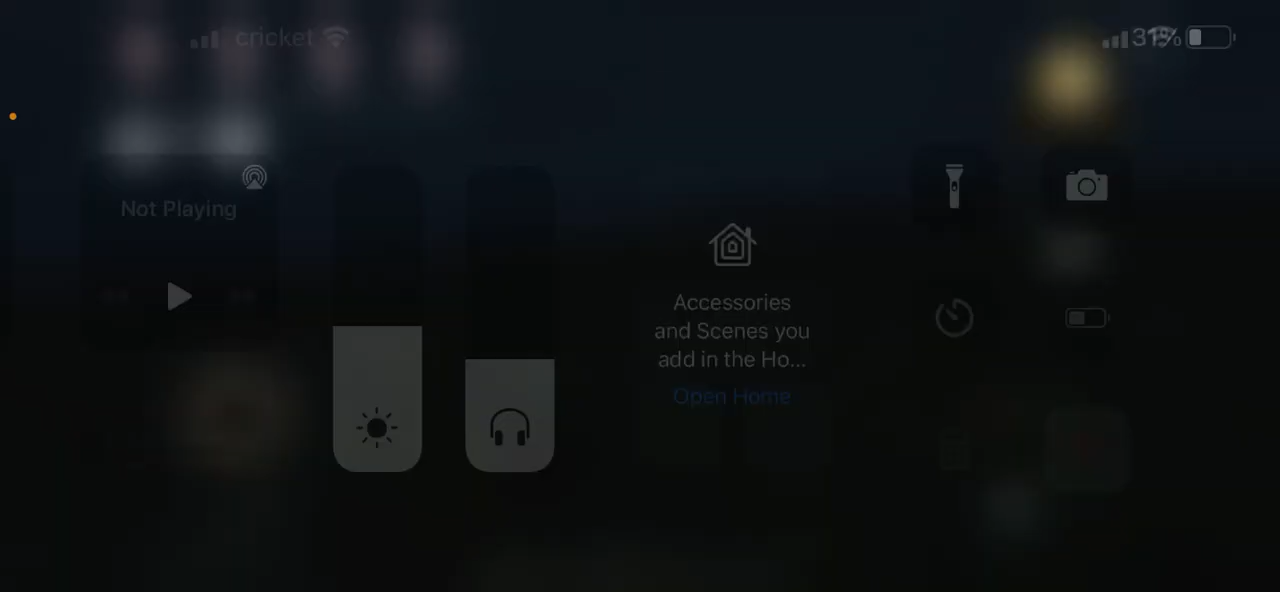 cricket
31%
Not Playing
Accessories
and Scenes you
add in the Ho...
Open Home